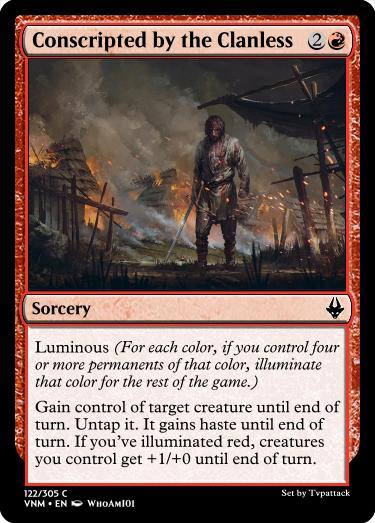 Conscripted by the Clanless 2
Sorcery
Luminous (For each color, if you control four
or more permanents of that color, illuminate
that color for the rest of the game.)
Gain control of target creature until end of
turn. Untap it. It gains haste until end of
turn. If you've illuminated red, creatures
you control get +1/+0 until end of turn.
122/305 C
Set by Tvpattack
VNM • EN WhoAmI01